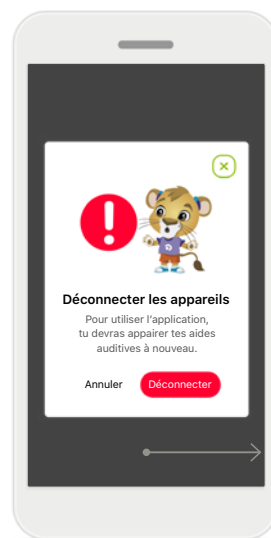 Déconnecter les appareils
Pour utiliser l'application,
tu devras appairer tes aides
auditives à nouveau.
Annuler Déconnecter